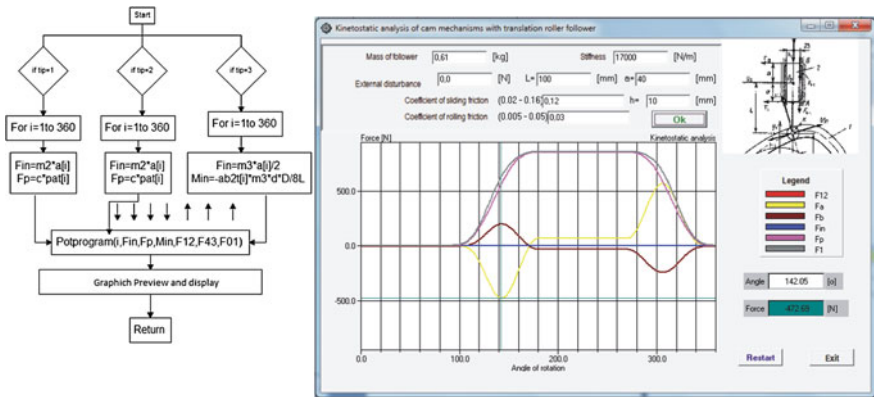 Start
if tip=1
if tip=2
if tip=3
For i=1to 360
For i=1to 360
For i=1to 360
Fin=m2*a[i]
Fp=c*pat[i]
Fin=m2*a[i]
Fp=c*pat[i]
Fin=m3*a[i]/2
Min=-ab2t[i]*m3*d*D/8L
Potprogram(i,Fin,Fp,Min,F12,F43,F01)
Graphich Preview and display
Return
Kinetostatic analysis of cam mechanisms with translation roller follower
Mass of follower 0,61 [kg] Stiffness 17000 [N/m]
External disturbance 0,0 [N] L= 100 [mm] a= 40 [mm]
Coefficient of sliding friction (0.02 - 0.16) 0,12 h= 10 [mm]
Coefficient of rolling friction (0.005 - 0.05) 0,03 Ok
Force [N] Kinetostatic analysis
500.0
0.0
-500.0
0.0 100.0 200.0 300.0
Angle of rotation
Legend
F12
Fa
Fb
Fin
Fp
F1
Angle 142.05 [o]
Force -472.69 [N]
Restart Exit